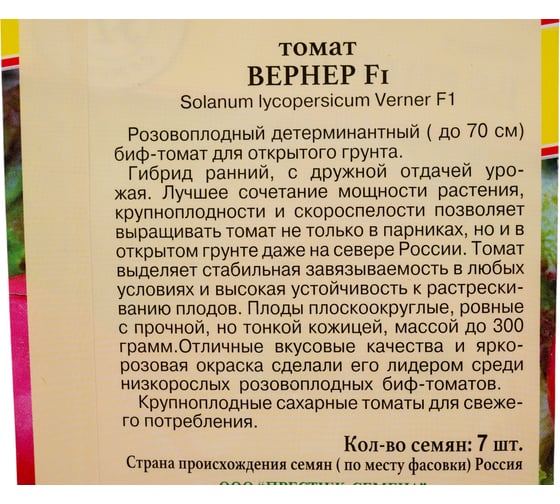 томат
ВЕРНЕР F1
Solanum lycopersicum Verner F1
Розовоплодный детерминантный ( до 70 см)
биф-томат для открытого грунта.
Гибрид ранний, с дружной отдачей уро-
жая. Лучшее сочетание мощности растения,
крупноплодности и скороспелости позволяет
выращивать томат не только в парниках, но и в
открытом грунте даже на севере России. Томат
выделяет стабильная завязываемость в любых
условиях и высокая устойчивость к растрески-
ванию плодов. Плоды плоскоокруглые, ровные
с прочной, но тонкой кожицей, массой до 300
грамм.Отличные вкусовые качества и ярко-
розовая окраска сделали его лидером среди
низкорослых розовоплодных биф-томатов.
Крупноплодные сахарные томаты для свеже-
го потребления.
Кол-во семян: 7 шт.
Страна происхождения семян ( по месту фасовки) Россия
ООО "ПРЕСТИЖ-СЕМЕНА"